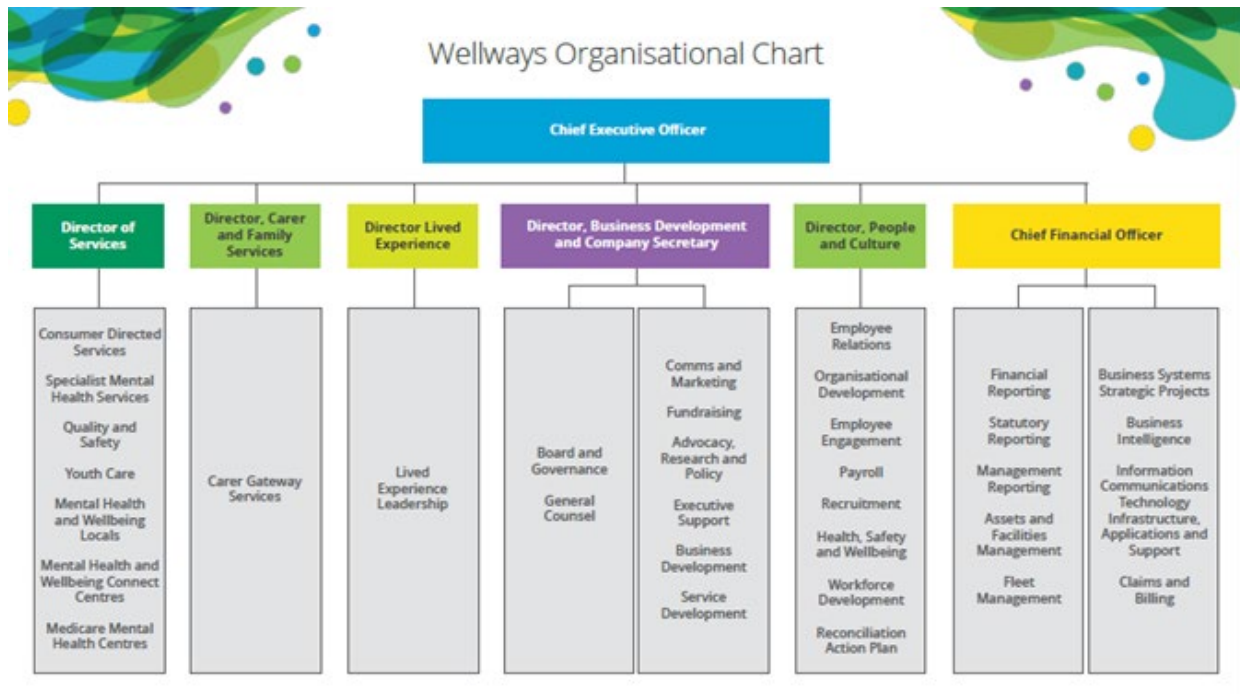 Wellways Organisational Chart
Chief Executive Officer
Director of
Services
Director, Carer
and Family
Services
Director Lived
Experience
Director, Business Development
and Company Secretary
Director, People
and Culture
Chief Financial Officer
Consumer Directed
Services
Specialist Mental
Health Services
Quality and
Safety
Youth Care
Mental Health
and Wellbeing
Locals
Mental Health and
Wellbeing Connect
Centres
Medicare Mental
Health Centres
Carer Gateway
Services
Lived
Experience
Leadership
Board and
Governance
General
Counsel
Comms and
Marketing
Fundraising
Advocacy,
Research and
Policy
Executive
Support
Business
Development
Service
Development
Employee
Relations
Organisational
Development
Employee
Engagement
Payroll
Recruitment
Health, Safety
and Wellbeing
Workforce
Development
Reconciliation
Action Plan
Financial
Reporting
Statutory
Reporting
Management
Reporting
Assets and
Facilities
Management
Fleet
Management
Business Systems
Strategic Projects
Business
Intelligence
Information
Communications
Technology
Infrastructure,
Applications and
Support
Claims and
Billing